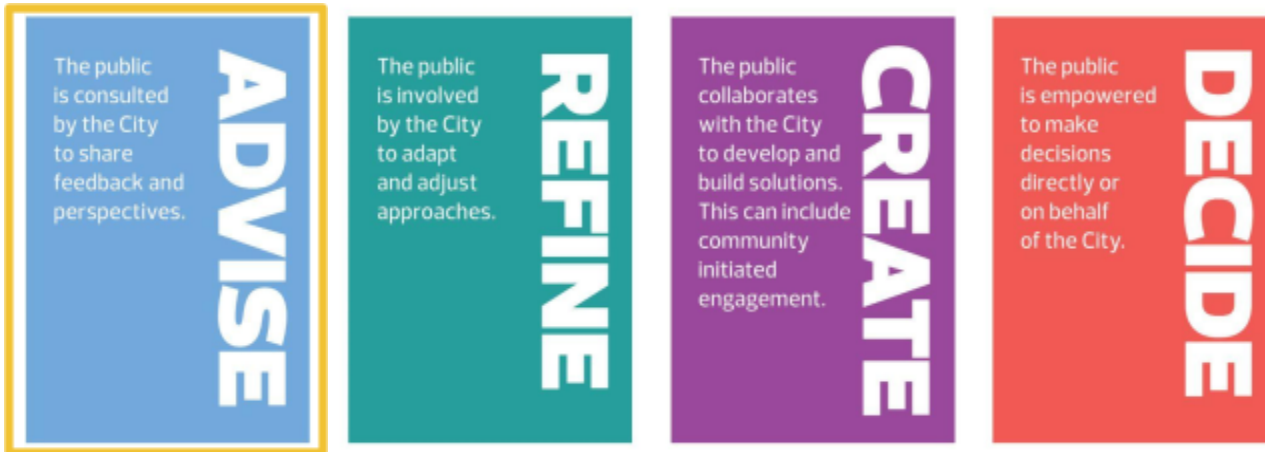 The public
is consulted
by the City
to share
feedback and
perspectives.
ADVISE
The public
is involved
by the City
to adapt
and adjust
approaches.
REFINE
The public
collaborates
with the City
to develop and
build solutions.
This can include
community
initiated
engagement.
CREATE
The public
is empowered
to make
decisions
directly or
on behalf
of the City.
DECIDE